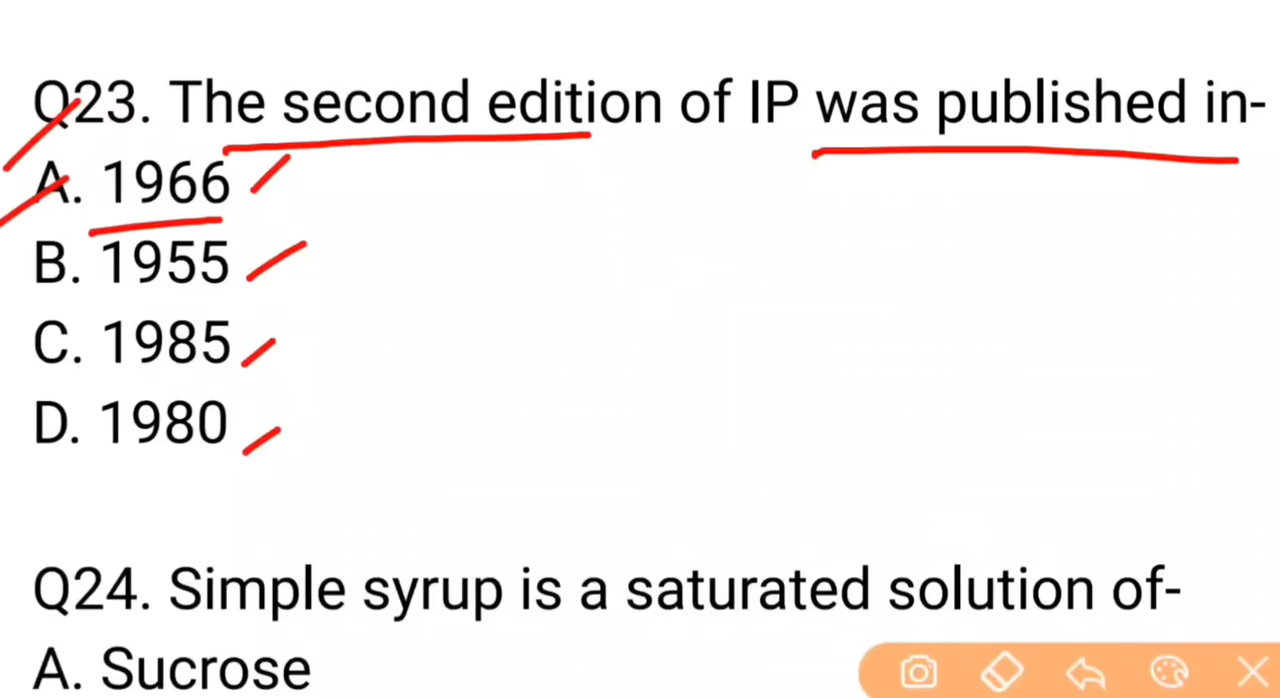 Q23. The second edition of IP was published in-
A. 1966
B. 1955
C. 1985
D. 1980
Q24. Simple syrup is a saturated solution of-
A. Sucrose